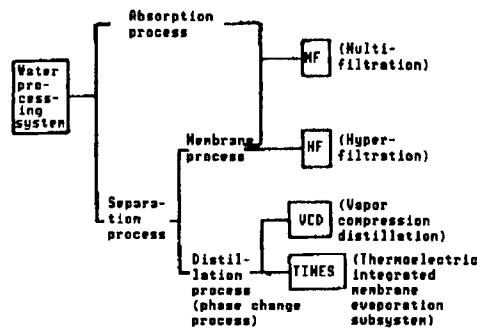 Absorption
process
MF (Multi-
filtration)
Water
pro-
cess-
ing
system
Membrane
process
HF (Hyper-
filtration)
Separa-
tion
process
VCD (Vapor
compression
distillation)
Distil-
lation
process
(phase change
process)
TIMES (Thermoelectric
integrated
membrane
evaporation
subsystem)